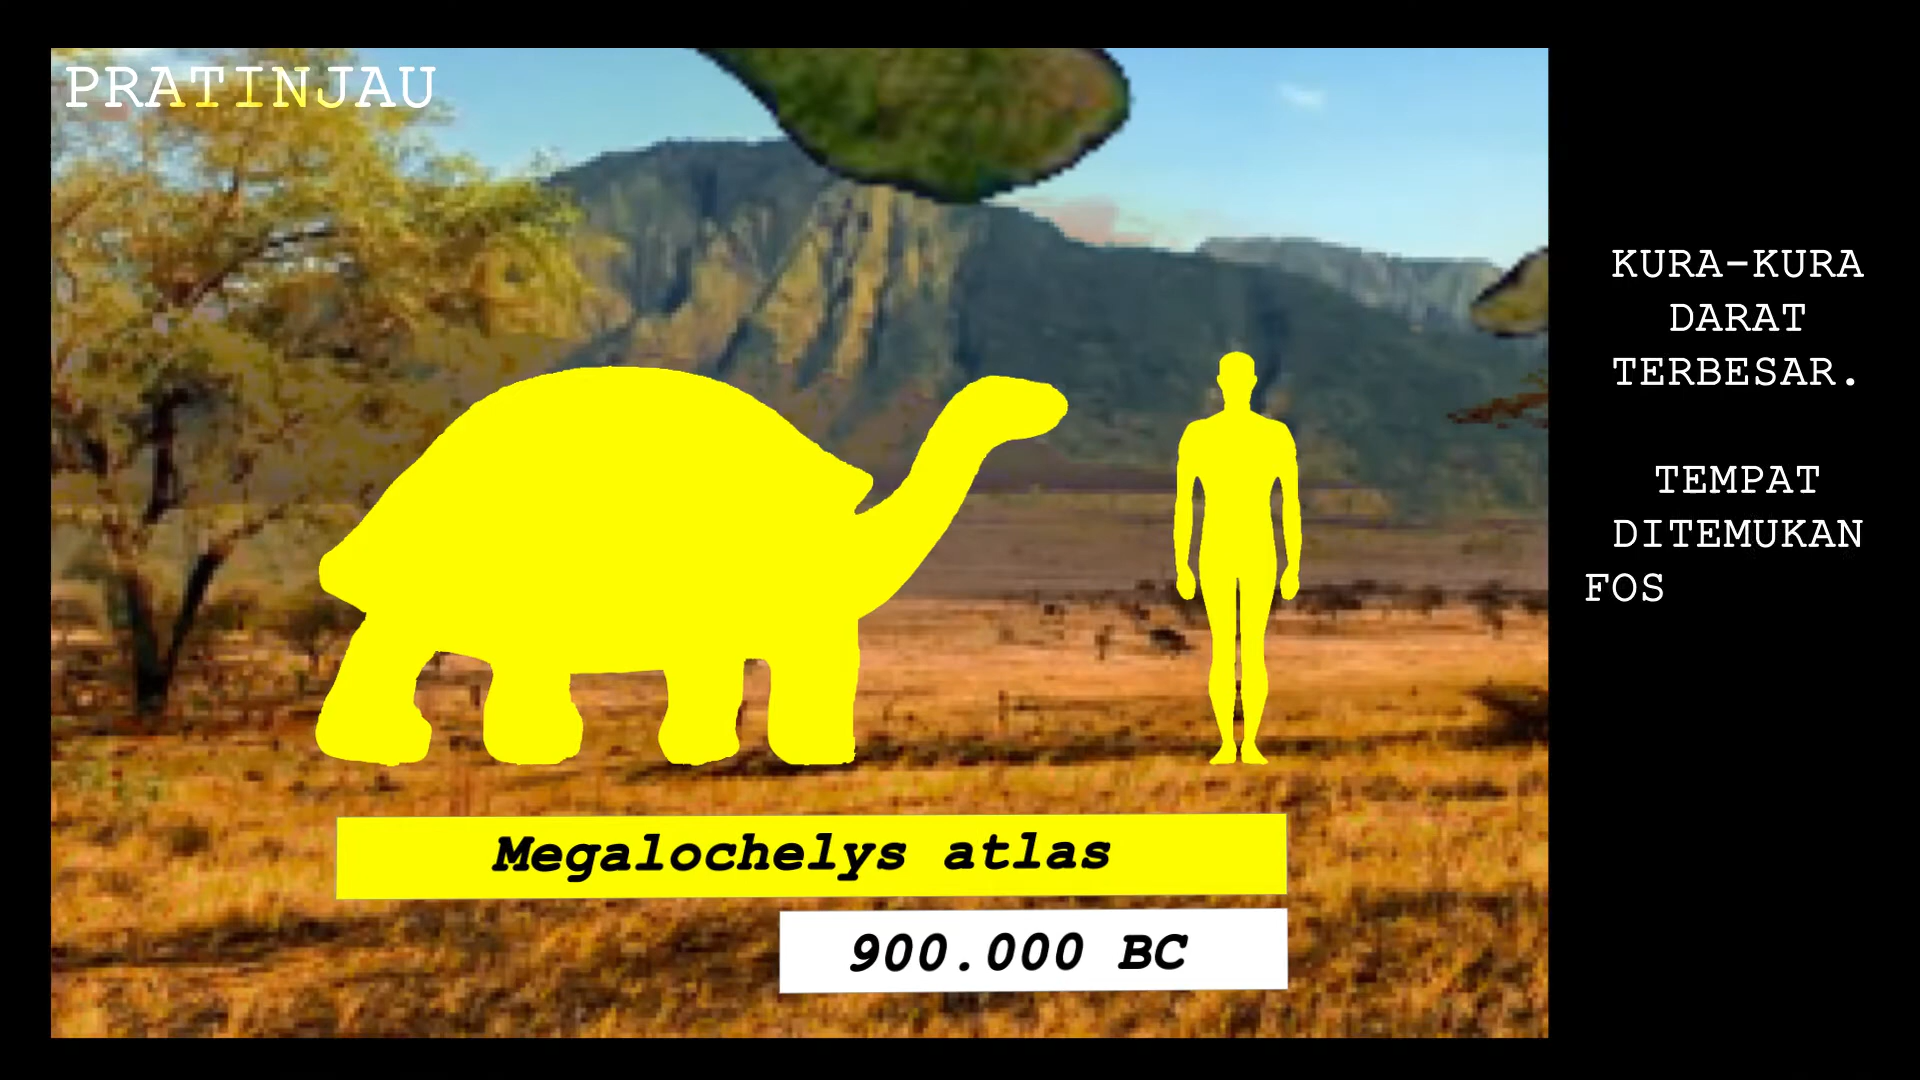 PRATINJAU
KURA-KURA
DARAT
TERBESAR.
TEMPAT
DITEMUKAN
FOS
Megalochelys atlas
900.000 BC